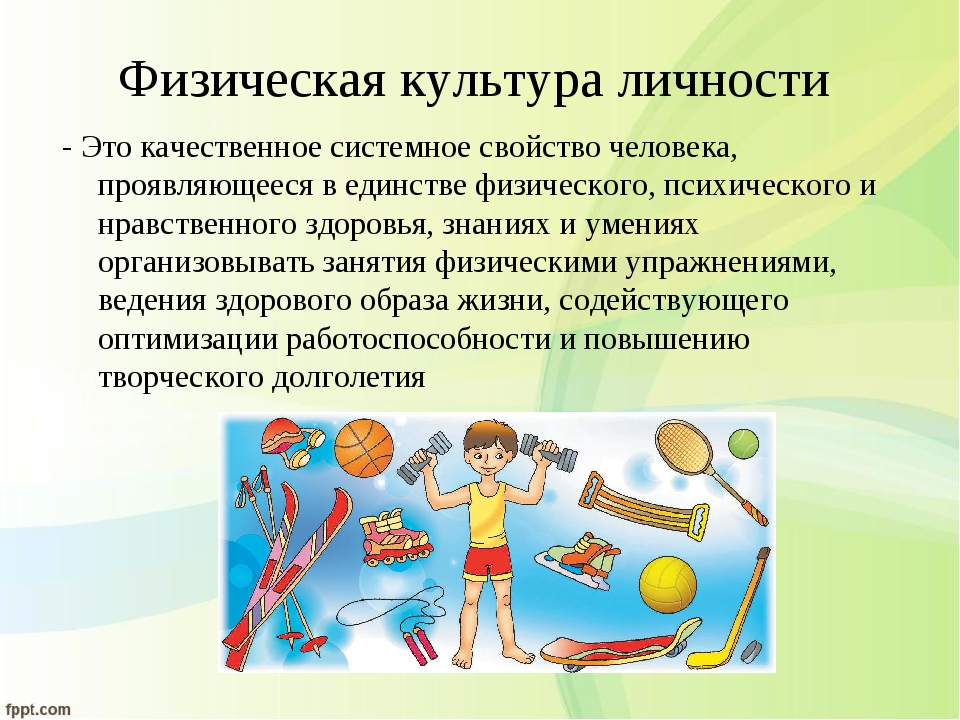 Физическая культура личности
- Это качественное системное свойство человека,
проявляющееся в единстве физического, психического и
нравственного здоровья, знаниях и умениях
организовывать занятия физическими упражнениями,
ведения здорового образа жизни, содействующего
оптимизации работоспособности и повышению
творческого долголетия
fppt.com